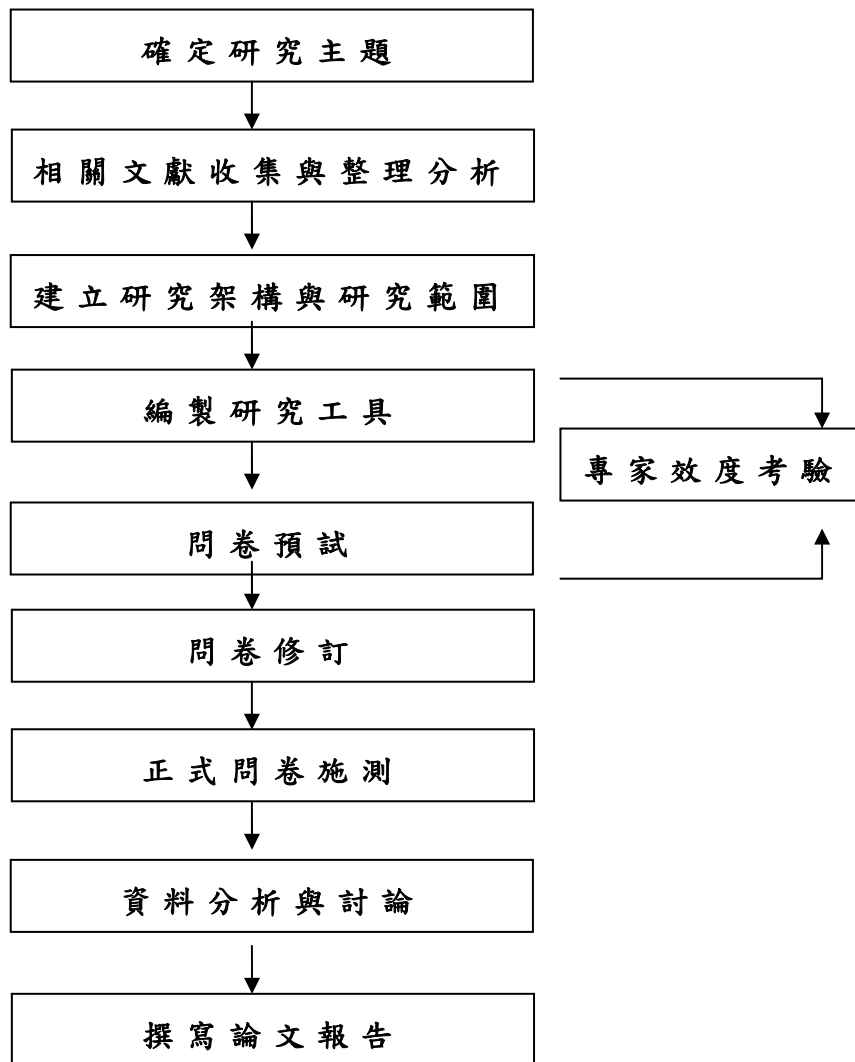 確定研究主題
相關文獻收集與整理分析
建立研究架構與研究範圍
編製研究工具
專家效度考驗
問卷預試
問卷修訂
正式問卷施測
資料分析與討論
撰寫論文報告